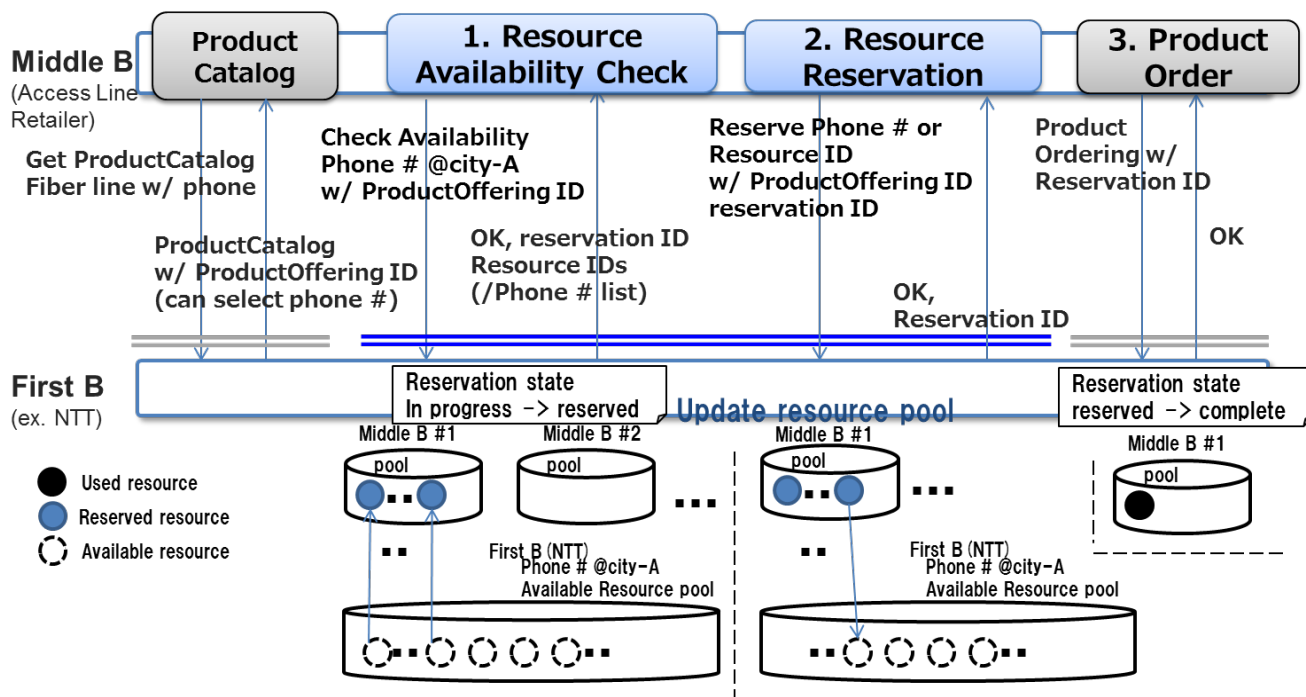 Product
Catalog
1. Resource
Availability Check
2. Resource
Reservation
3. Product
Order
Middle B
(Access Line
Retailer)
Get ProductCatalog
Fiber line w/ phone
Check Availability
Phone # @city-A
w/ ProductOffering ID
Reserve Phone # or
Resource ID
w/ ProductOffering ID
reservation ID
Product
Ordering w/
Reservation ID
ProductCatalog
w/ ProductOffering ID
(can select phone #)
OK, reservation ID
Resource IDs
(/Phone # list)
OK,
Reservation ID
OK
First B
(ex. NTT)
Reservation state
In progress -> reserved
Update resource pool
Reservation state
reserved -> complete
Middle B #1
pool
Middle B #2
pool
Middle B #1
pool
Middle B #1
pool
Used resource
Reserved resource
Available resource
First B (NTT)
Phone # @city-A
Available Resource pool
First B (NTT)
Phone # @city-A
Available Resource pool